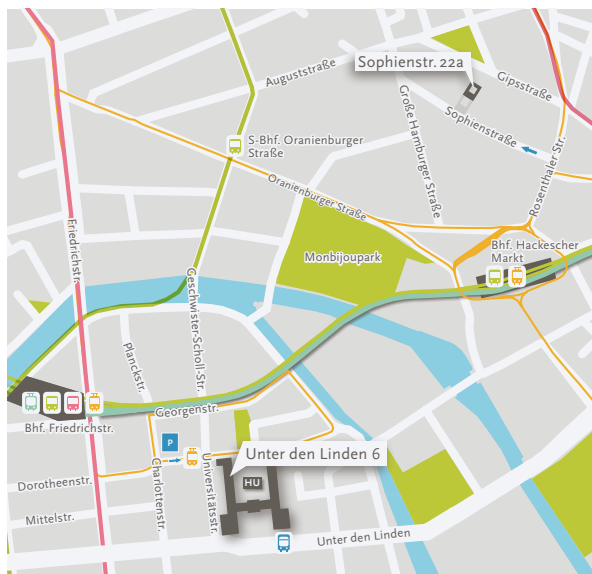 Sophienstr. 22a
Auguststraße
Gipsstraße
Große Hamburger Straße
Sophienstraße
S-Bhf. Oranienburger
Straße
Oranienburger Straße
Rosenthaler Str.
Friedrichstr.
Monbijoupark
Bhf. Hackescher
Markt
Geschwister-Scholl-Str.
Planckstr.
Georgenstr.
Bhf. Friedrichstr.
P
Unter den Linden 6
HU
Dorotheenstr.
Charlottenstr.
Universitätsstr.
Mittelstr.
Unter den Linden